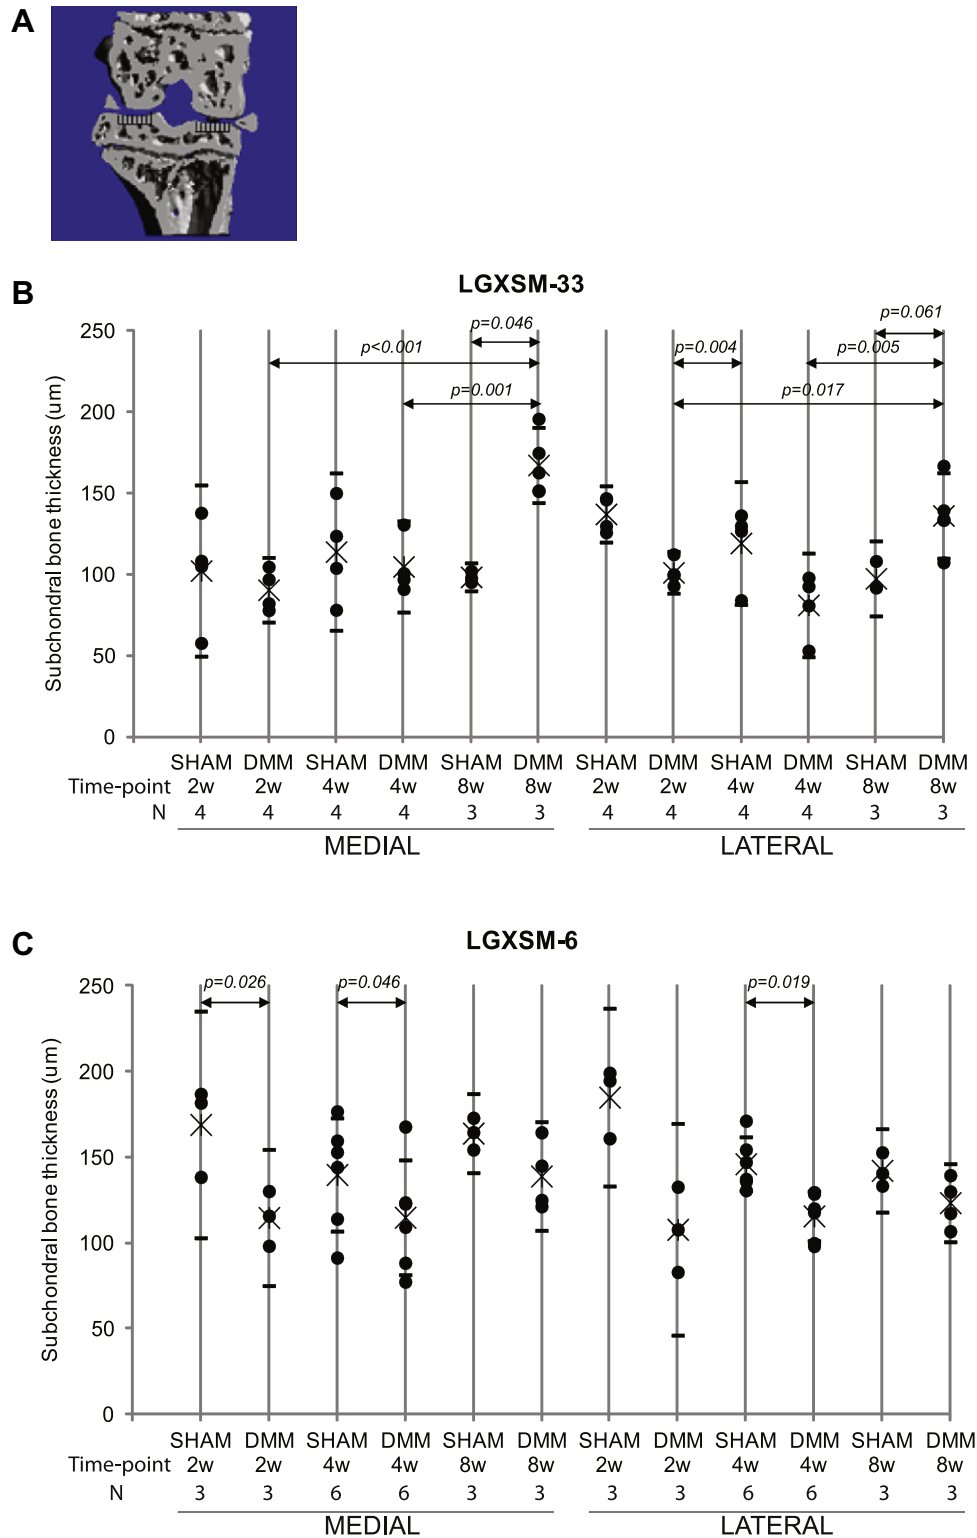 A
B
LGXSM-33
p=0.061
p=0.046
p<0.001
p=0.004
p=0.005
p=0.001
p=0.017
Subchondral bone thickness (um)
250
200
150
100
50
0
SHAM DMM SHAM DMM SHAM DMM SHAM DMM SHAM DMM SHAM DMM
Time-point 2w 2w 4w 4w 8w 8w 2w 2w 4w 4w 8w 8w
N 4 4 4 4 3 3 4 4 4 4 3 3
MEDIAL LATERAL
C
LGXSM-6
p=0.026 p=0.046 p=0.019
Subchondral bone thickness (um)
250
200
150
100
50
0
SHAM DMM SHAM DMM SHAM DMM SHAM DMM SHAM DMM SHAM DMM
Time-point 2w 2w 4w 4w 8w 8w 2w 2w 4w 4w 8w 8w
N 3 3 6 6 3 3 3 3 6 6 3 3
MEDIAL LATERAL